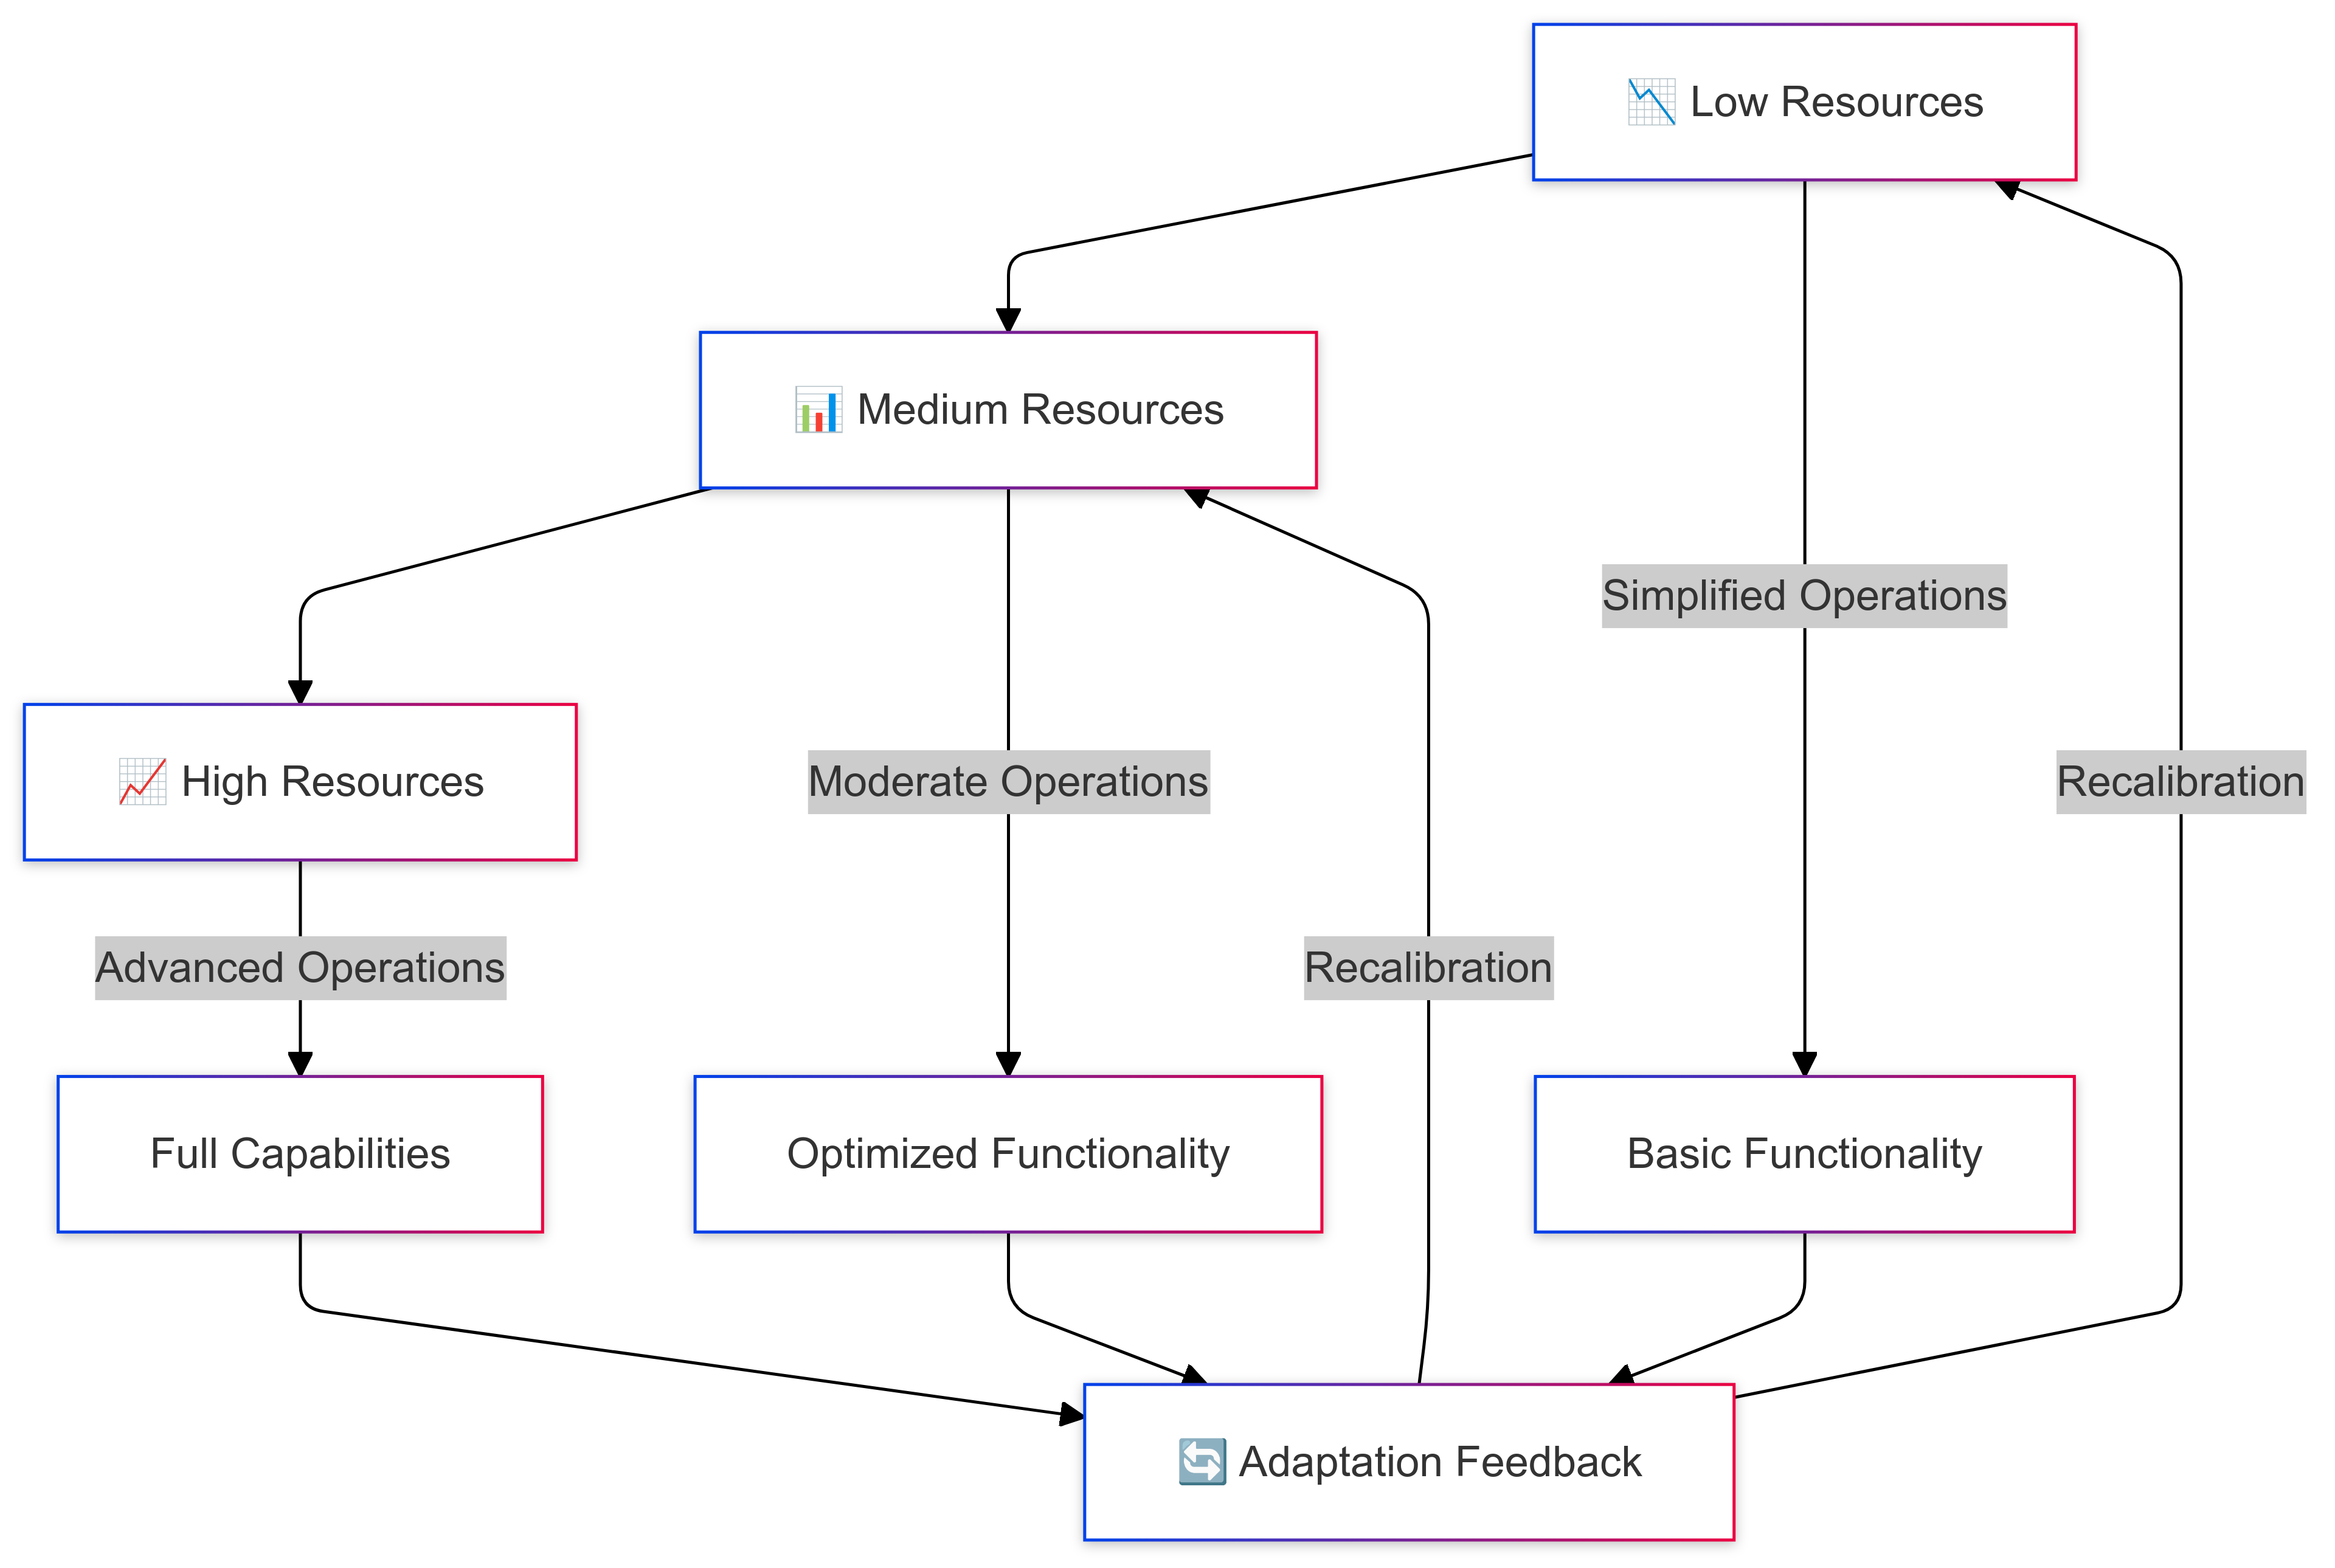 Low Resources
Medium Resources
Simplified Operations
High Resources
Moderate Operations
Recalibration
Advanced Operations
Recalibration
Full Capabilities
Optimized Functionality
Basic Functionality
Adaptation Feedback